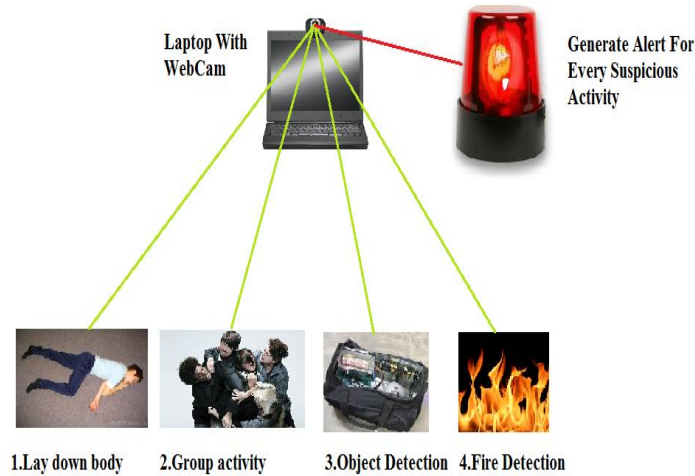 Laptop With
WebCam
Generate Alert For
Every Suspicious
Activity
1.Lay down body
2.Group activity
3.Object Detection
4.Fire Detection